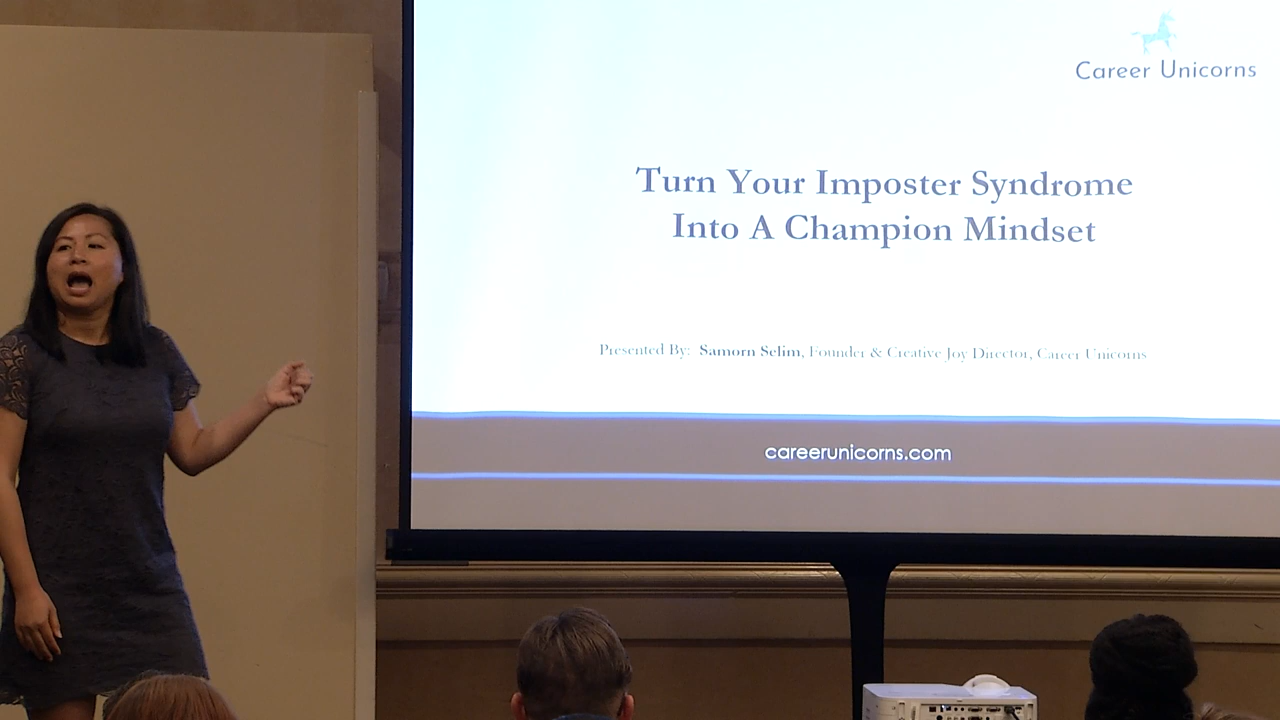 Career Unicorns
Turn Your Imposter Syndrome
Into A Champion Mindset
Presented By: Samorn Selim, Founder & Creative Joy Director, Career Unicorns
careerunicorns.com